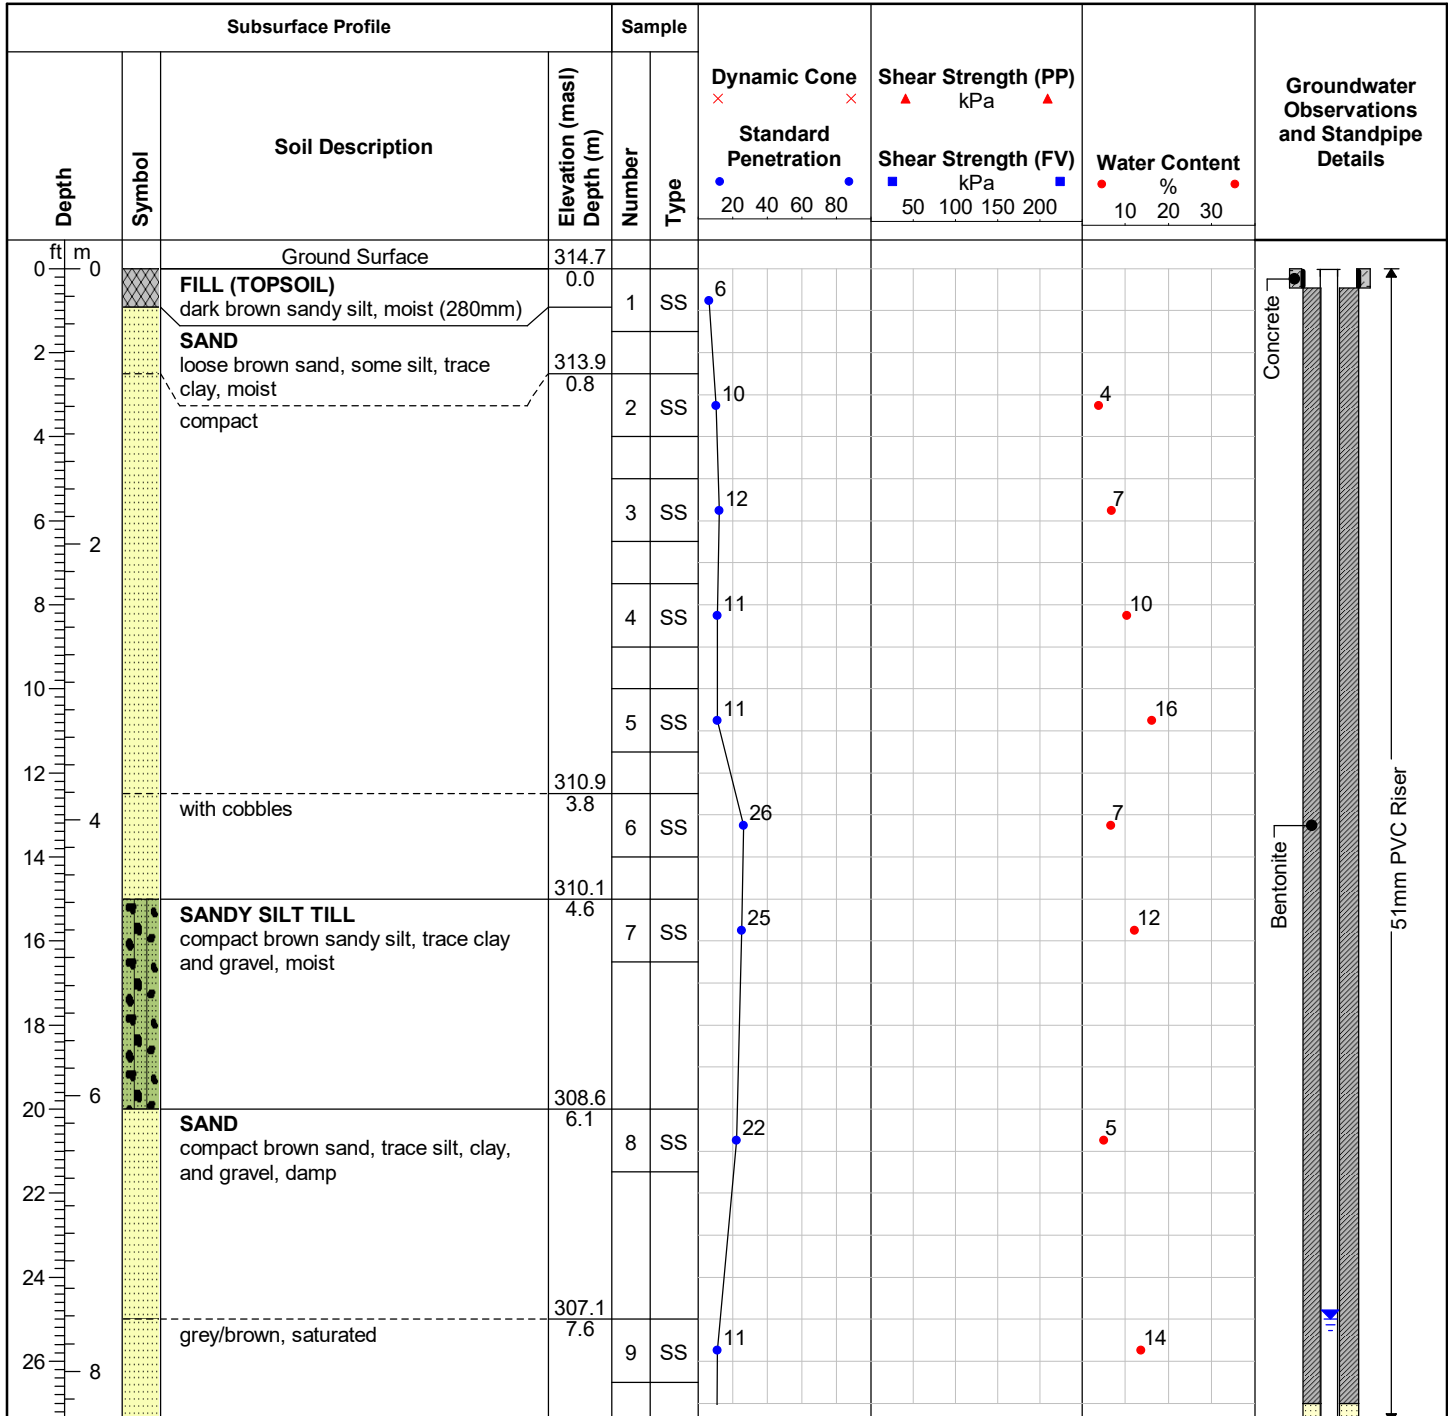 Subsurface Profile
Sample
Depth
Symbol
Soil Description
Elevation (masl)
Depth (m)
Number
Type
Dynamic Cone
Standard
Penetration
20 40 60 80
Shear Strength (PP)
kPa
Shear Strength (FV)
kPa
50 100 150 200
Water Content
%
10 20 30
Groundwater
Observations
and Standpipe
Details
ft m
Ground Surface 314.7
0 0
0.0
FILL (TOPSOIL)
dark brown sandy silt, moist (280mm)
1 SS 6
SAND
loose brown sand, some silt, trace
clay, moist
313.9
0.8
2
compact
2 SS 10 4
4
3 SS 12 7
6
2
8
4 SS 11 10
10
5 SS 11 16
12
310.9
3.8
with cobbles
4
6 SS 26 7
14
310.1
4.6
SANDY SILT TILL
compact brown sandy silt, trace clay
and gravel, moist
7 SS 25 12
16
18
6
308.6
20
6.1
SAND
compact brown sand, trace silt, clay,
and gravel, damp
8 SS 22 5
22
24
307.1
7.6
grey/brown, saturated
9 SS 11 14
26
8
Concrete
Bentonite
51mm PVC Riser